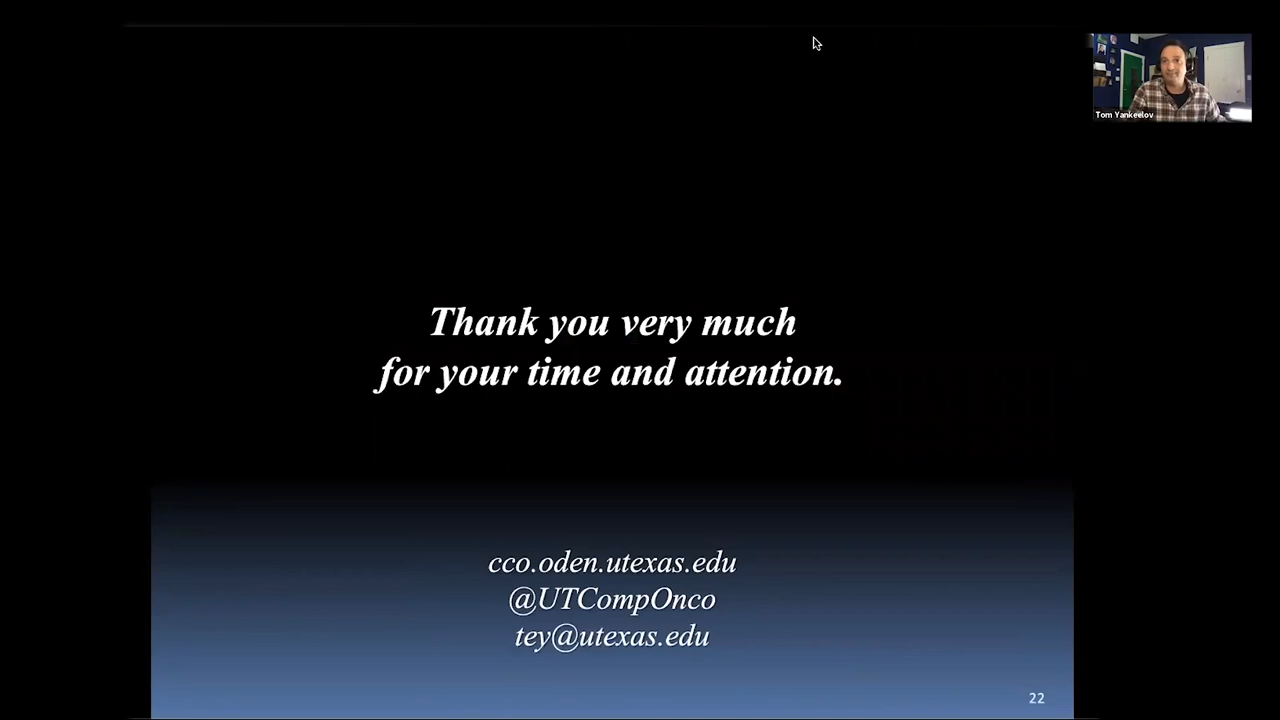 Tom Yankeelov
Thank you very much
for your time and attention.
cco.oden.utexas.edu
@UTCompOnco
tey@utexas.edu
22